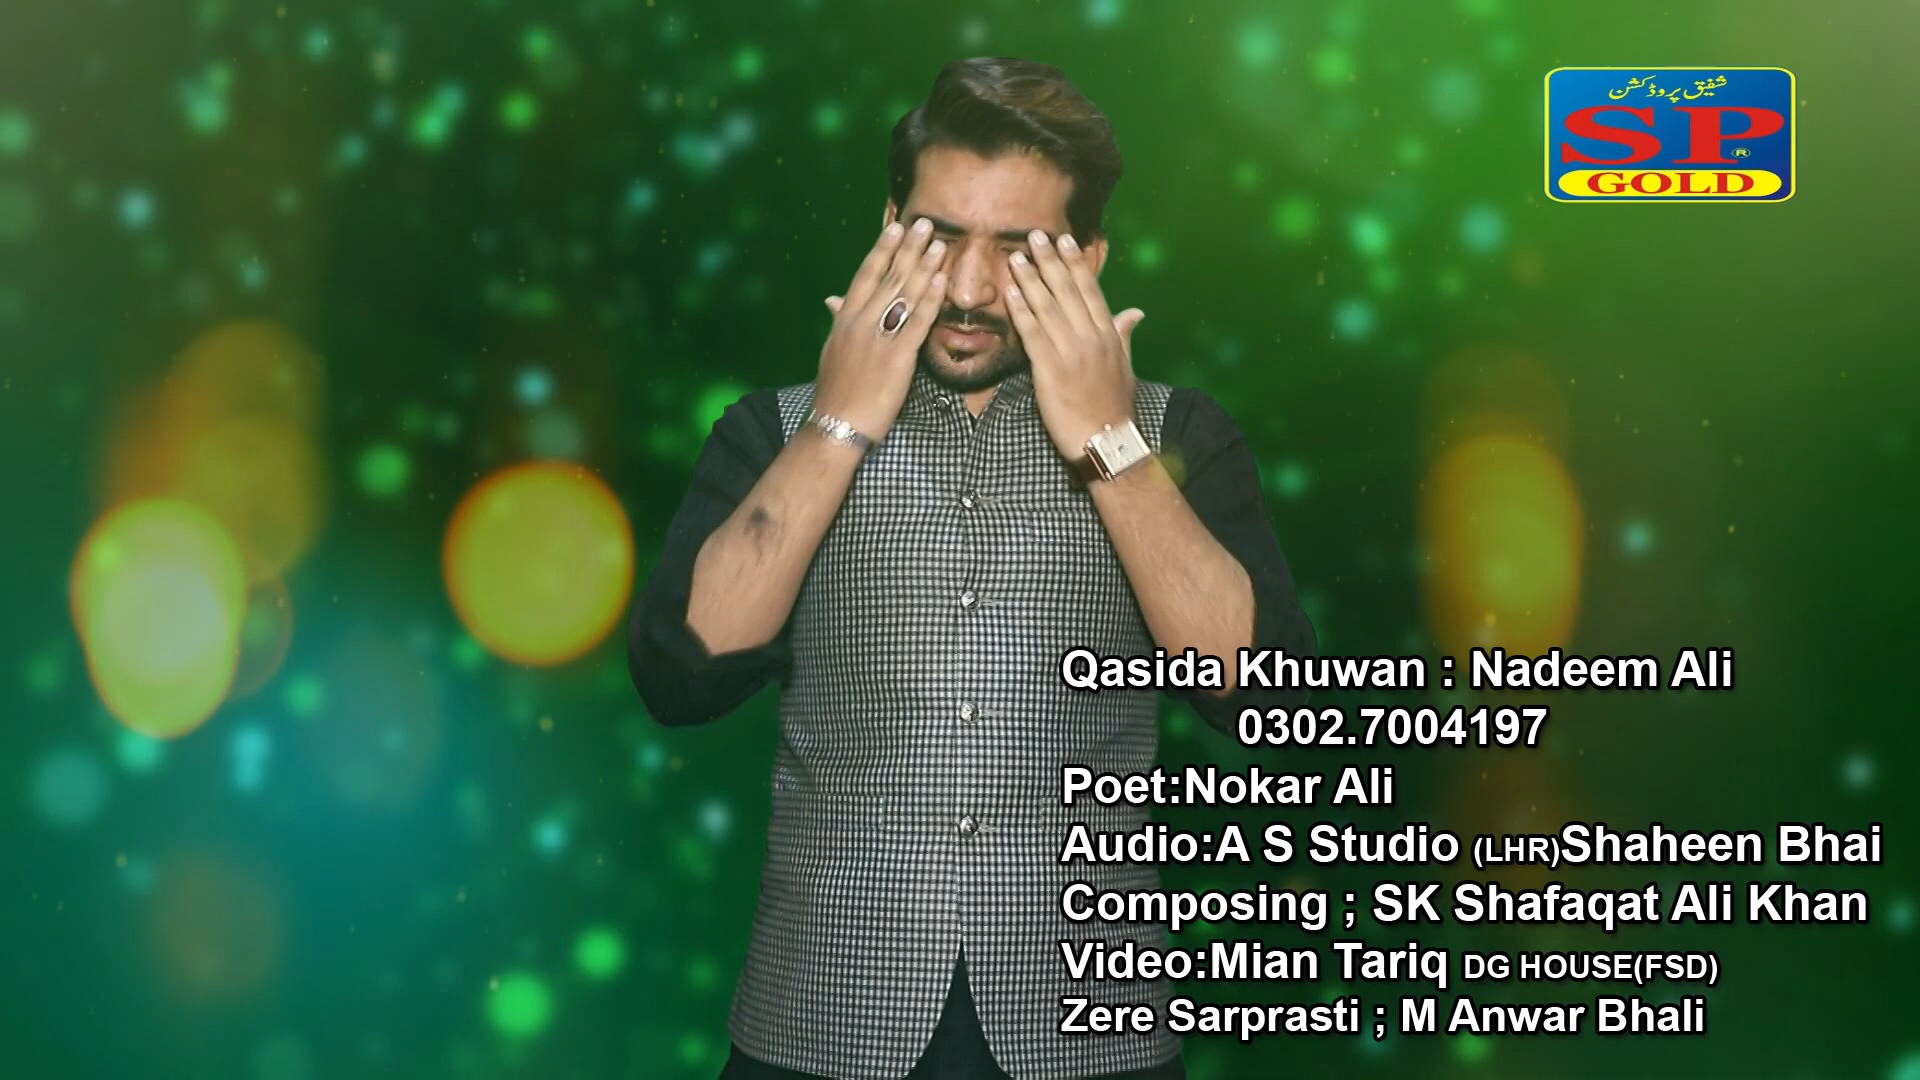 شفیق پروڈکشن
SP®
GOLD
Qasida Khuwan : Nadeem Ali
0302.7004197
Poet:Nokar Ali
Audio:A S Studio (LHR)Shaheen Bhai
Composing ; SK Shafaqat Ali Khan
Video:Mian Tariq DG HOUSE(FSD)
Zere Sarprasti ; M Anwar Bhali